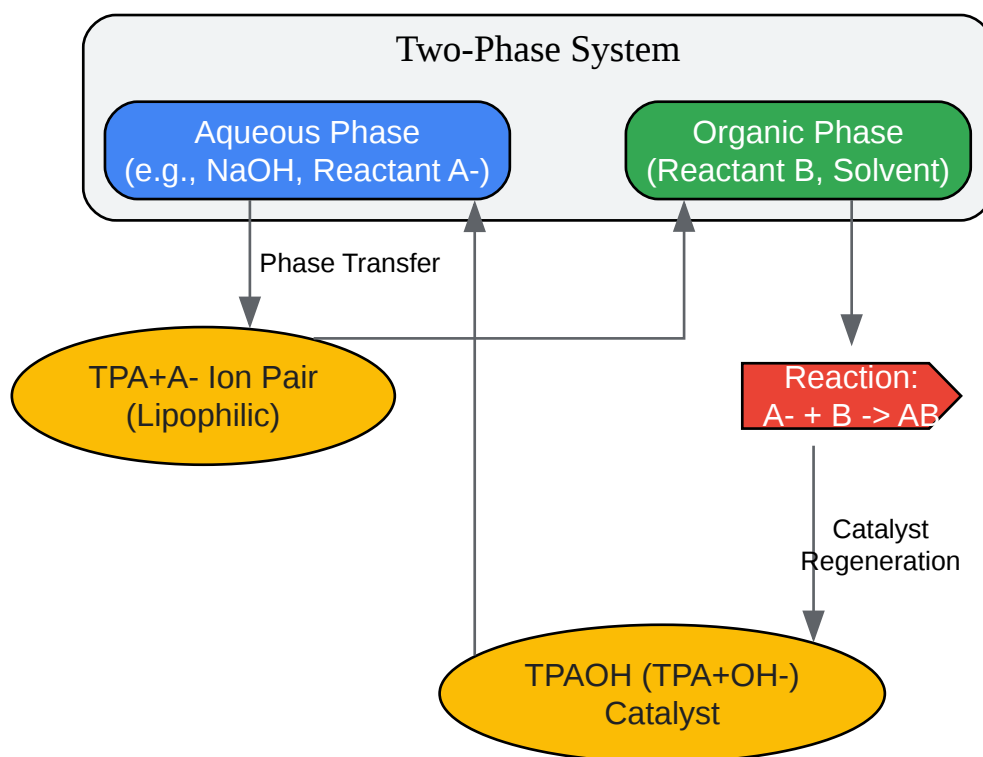 Two-Phase System
Aqueous Phase
(e.g., NaOH, Reactant A-)
Organic Phase
(Reactant B, Solvent)
Phase Transfer
TPA+A- Ion Pair
(Lipophilic)
Reaction:
A- + B -> AB
Catalyst
Regeneration
TPAOH (TPA+OH-)
Catalyst